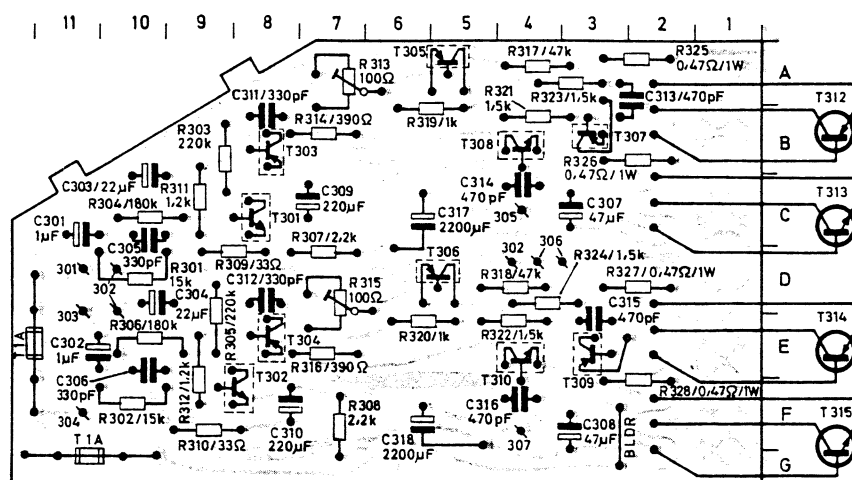 11 10 9 8 7 6 5 4 3 2 1
A
B
C
D
E
F
G
T305
R317/47k
R325
0,47Ω/1W
R 313
100Ω
C311/330pF
R321
1,5k
R323/1,5k
C313/470pF
T312
R303
220k
R314/390Ω
R319/1k
T307
T303
T308
R326
0,47Ω/1W
C303/22µF
R311
1,2k
C309
220µF
C314
470pF
T313
R304/180k
C307
47µF
C301
1µF
T301
C317
2200µF
305
C305
330pF
R307/2,2k
T306
302
306
R324/1,5k
301
R301
15k
R309/33Ω
C312/330pF
R318/47k
R327/0,47Ω/1W
302
R315
100Ω
C304
22µF
C315
470pF
303
R306/180k
R305/220k
T304
R320/1k
R322/1,5k
T314
T1A
C302
1µF
R316/390Ω
T309
C306
330pF
R312/1,2k
T302
T310
R328/0,47Ω/1W
R302/15k
R308
2,2k
C316
470pF
304
C310
220µF
C318
2200µF
C308
47µF
BLDR
T315
T1A
R310/33Ω
307